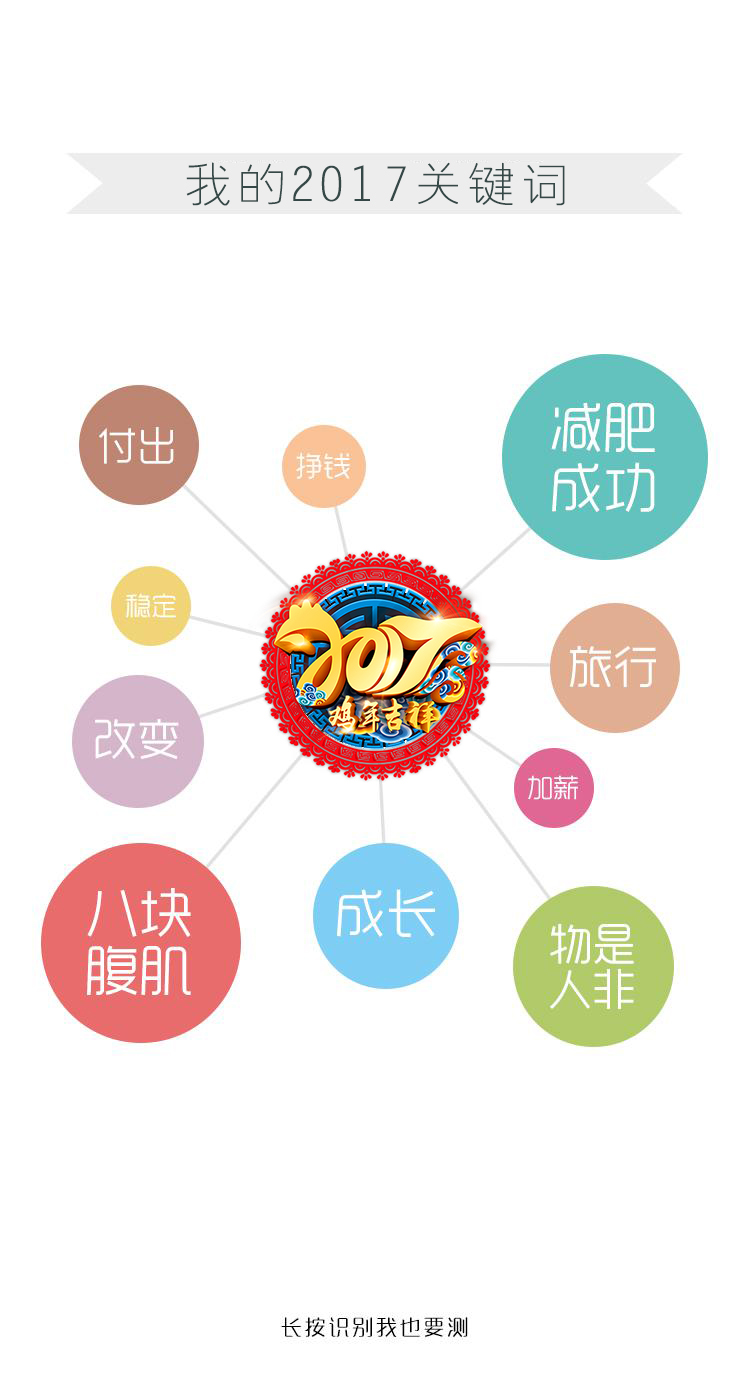 我的2017关键词
付出
挣钱
减肥
成功
稳定
2017
鸡年吉祥
旅行
改变
加薪
八块
腹肌
成长
物是
人非
长按识别我也要测